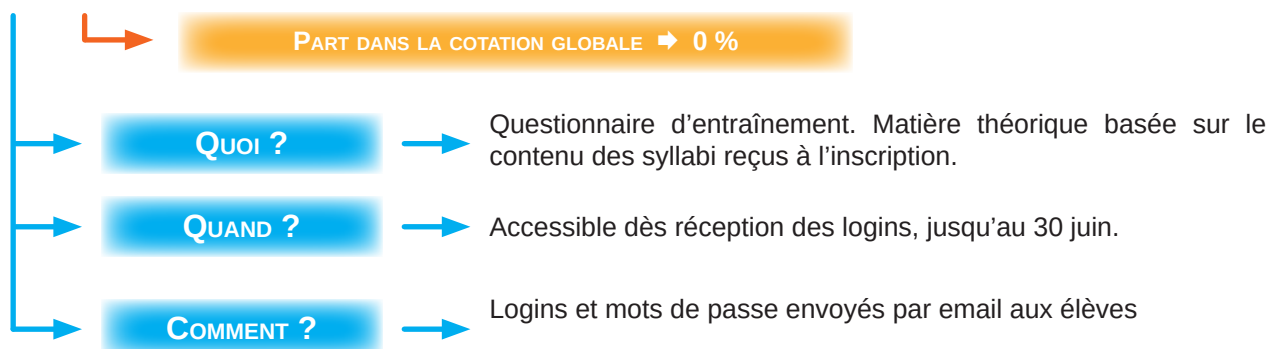 PART DANS LA COTATION GLOBALE ➧ 0 %
QUOI ?
Questionnaire d’entraînement. Matière théorique basée sur le
contenu des syllabi reçus à l’inscription.
QUAND ?
Accessible dès réception des logins, jusqu’au 30 juin.
COMMENT ?
Logins et mots de passe envoyés par email aux élèves